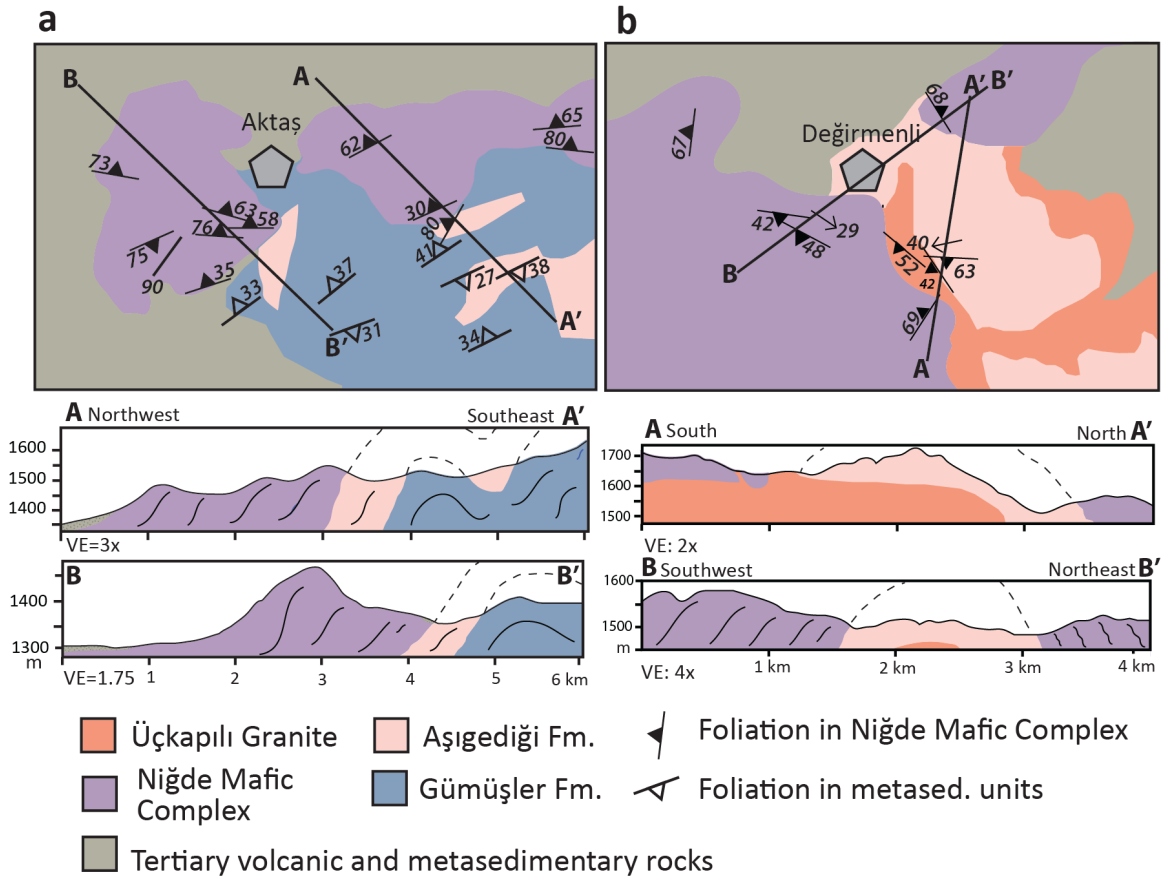 a
b
B
A
Aktaş
65
80
62
73
63
58
76
30
80
41
75
90
35
33
37
27
38
B'
31
34
A'
A'
B'
68
67
Değirmenli
42
29
48
B
40
52
42
63
69
A
A Northwest
Southeast A'
1600
1500
1400
VE=3x
B
B'
1400
1300
m
VE=1.75
1
2
3
4
5
6 km
A South
North A'
1700
1600
1500
VE: 2x
B Southwest
Northeast B'
1600
1500
m
VE: 4x
1 km
2 km
3 km
4 km
Üçkapılı Granite
Aşıgediği Fm.
Foliation in Niğde Mafic Complex
Niğde Mafic
Complex
Gümüşler Fm.
Foliation in metased. units
Tertiary volcanic and metasedimentary rocks